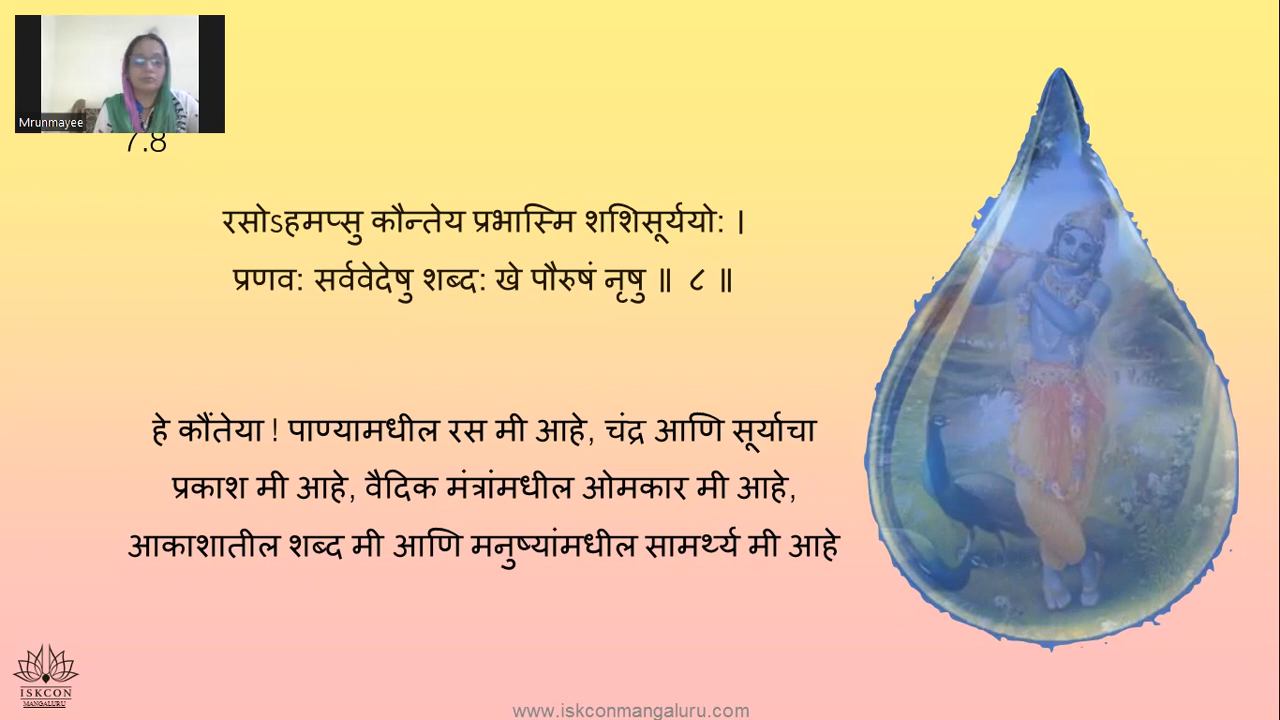 Mrunmayee
7.8
रसोऽहमप्सु कौन्तेय प्रभास्मि शशिसूर्ययो: ।
प्रणव: सर्ववेदेषु शब्द: खे पौरुषं नृषु ॥ ८ ॥
हे कौंतेया ! पाण्यामधील रस मी आहे, चंद्र आणि सूर्याचा
प्रकाश मी आहे, वैदिक मंत्रांमधील ओमकार मी आहे,
आकाशातील शब्द मी आणि मनुष्यांमधील सामर्थ्य मी आहे
ISKCON
MANGALURU
www.iskconmangaluru.com